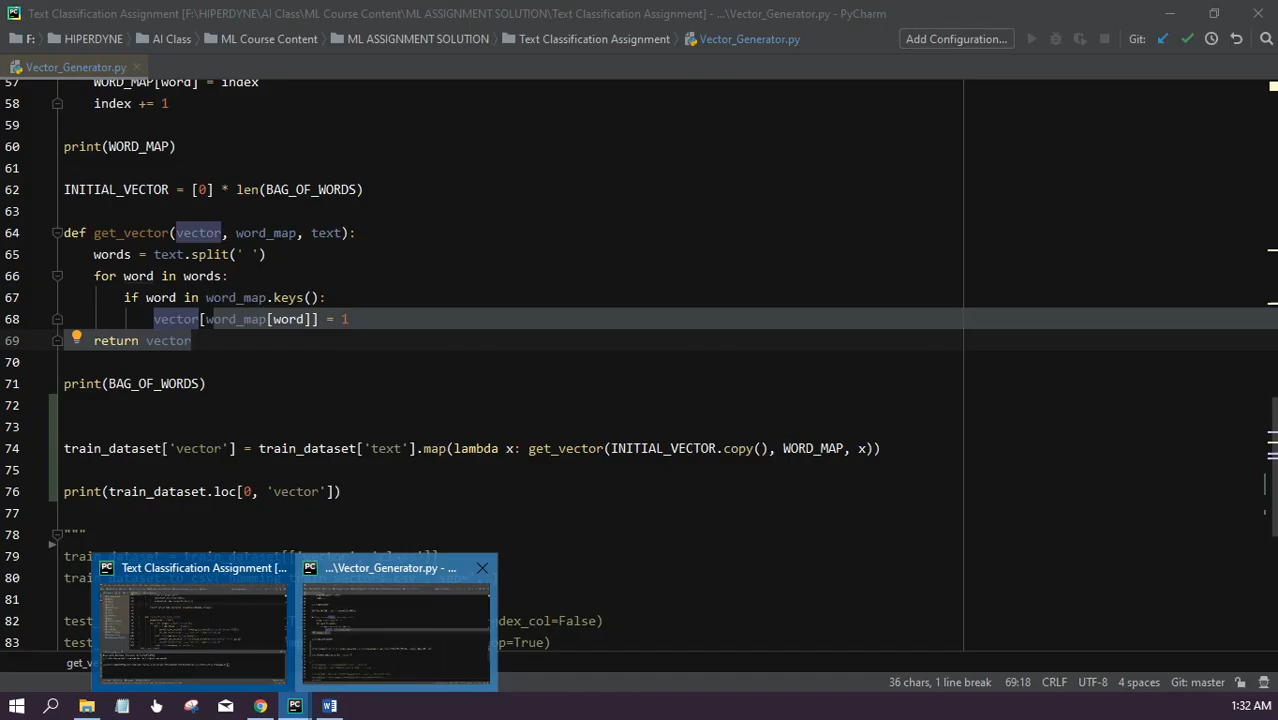 Text Classification Assignment [F:\HIPERDYNE\AI Class\ML Course Content\ML ASSIGNMENT SOLUTION\Text Classification Assignment] - ...\Vector_Generator.py - PyCharm
F: HIPERDYNE AI Class ML Course Content ML ASSIGNMENT SOLUTION Text Classification Assignment Vector_Generator.py Add Configuration... Git:
Vector_Generator.py
57 WORD_MAP[word] = index
58 index += 1
59
60 print(WORD_MAP)
61
62 INITIAL_VECTOR = [0] * len(BAG_OF_WORDS)
63
64 def get_vector(vector, word_map, text):
65 words = text.split(' ')
66 for word in words:
67 if word in word_map.keys():
68 vector[word_map[word]] = 1
69 return vector
70
71 print(BAG_OF_WORDS)
72
73
74 train_dataset['vector'] = train_dataset['text'].map(lambda x: get_vector(INITIAL_VECTOR.copy(), WORD_MAP, x))
75
76 print(train_dataset.loc[0, 'vector'])
77
78 """
79
80
81
82 index_col=False)
83
Text Classification Assignment [... ...\Vector_Generator.py - ...
36 chars, 1 line break 69:18 CRLF UTF-8 4 spaces Git: master
1:32 AM